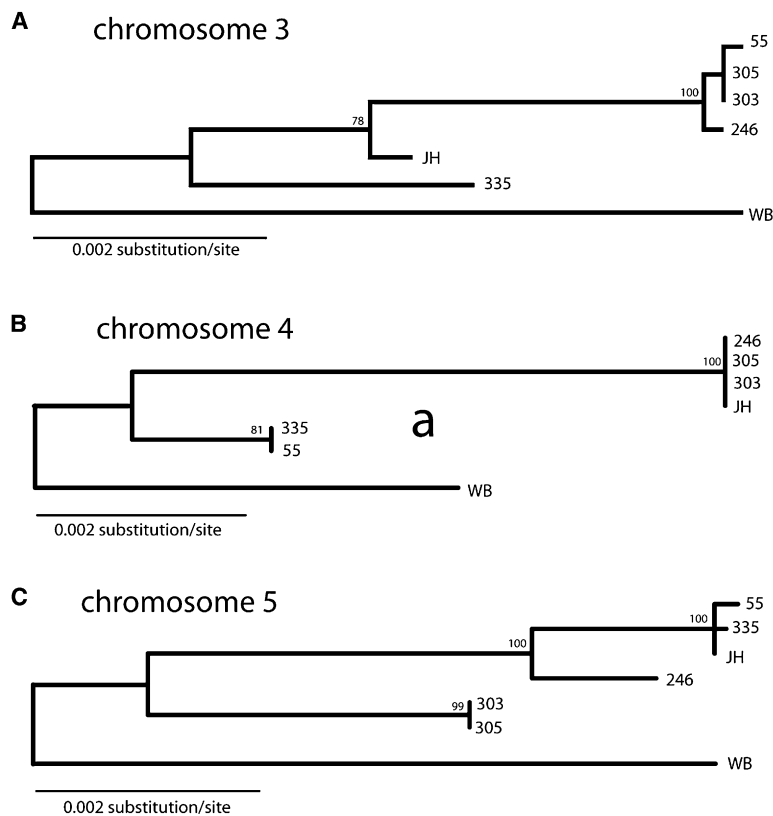 A
chromosome 3
55
305
100
303
78
246
JH
335
WB
0.002 substitution/site
B
chromosome 4
246
100
305
303
JH
a
81
335
55
WB
0.002 substitution/site
C
chromosome 5
55
100
335
100
JH
246
99
303
305
WB
0.002 substitution/site